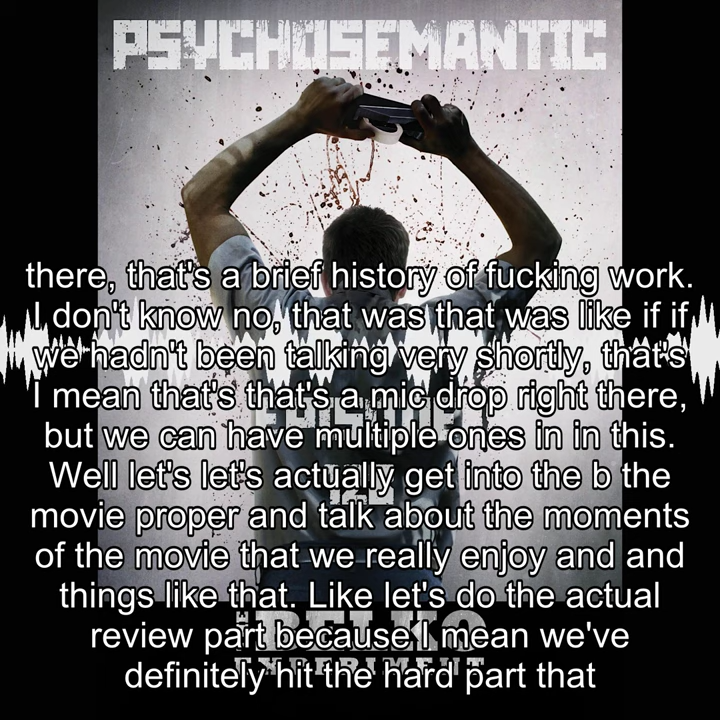 PSYCHOSEMANTIC
there, that's a brief history of fucking work.
I don't know no, that was that was like if if
we hadn't been talking very shortly, that's
I mean that's that's a mic drop right there,
but we can have multiple ones in in this.
Well let's let's actually get into the b the
movie proper and talk about the moments
of the movie that we really enjoy and and
things like that. Like let's do the actual
review part because I mean we've
definitely hit the hard part that
THE BELKO
EXPERIMENT